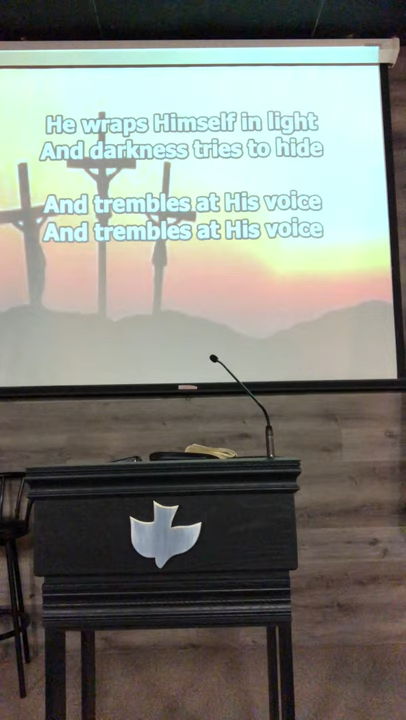 He wraps Himself in light
And darkness tries to hide
And trembles at His voice
And trembles at His voice